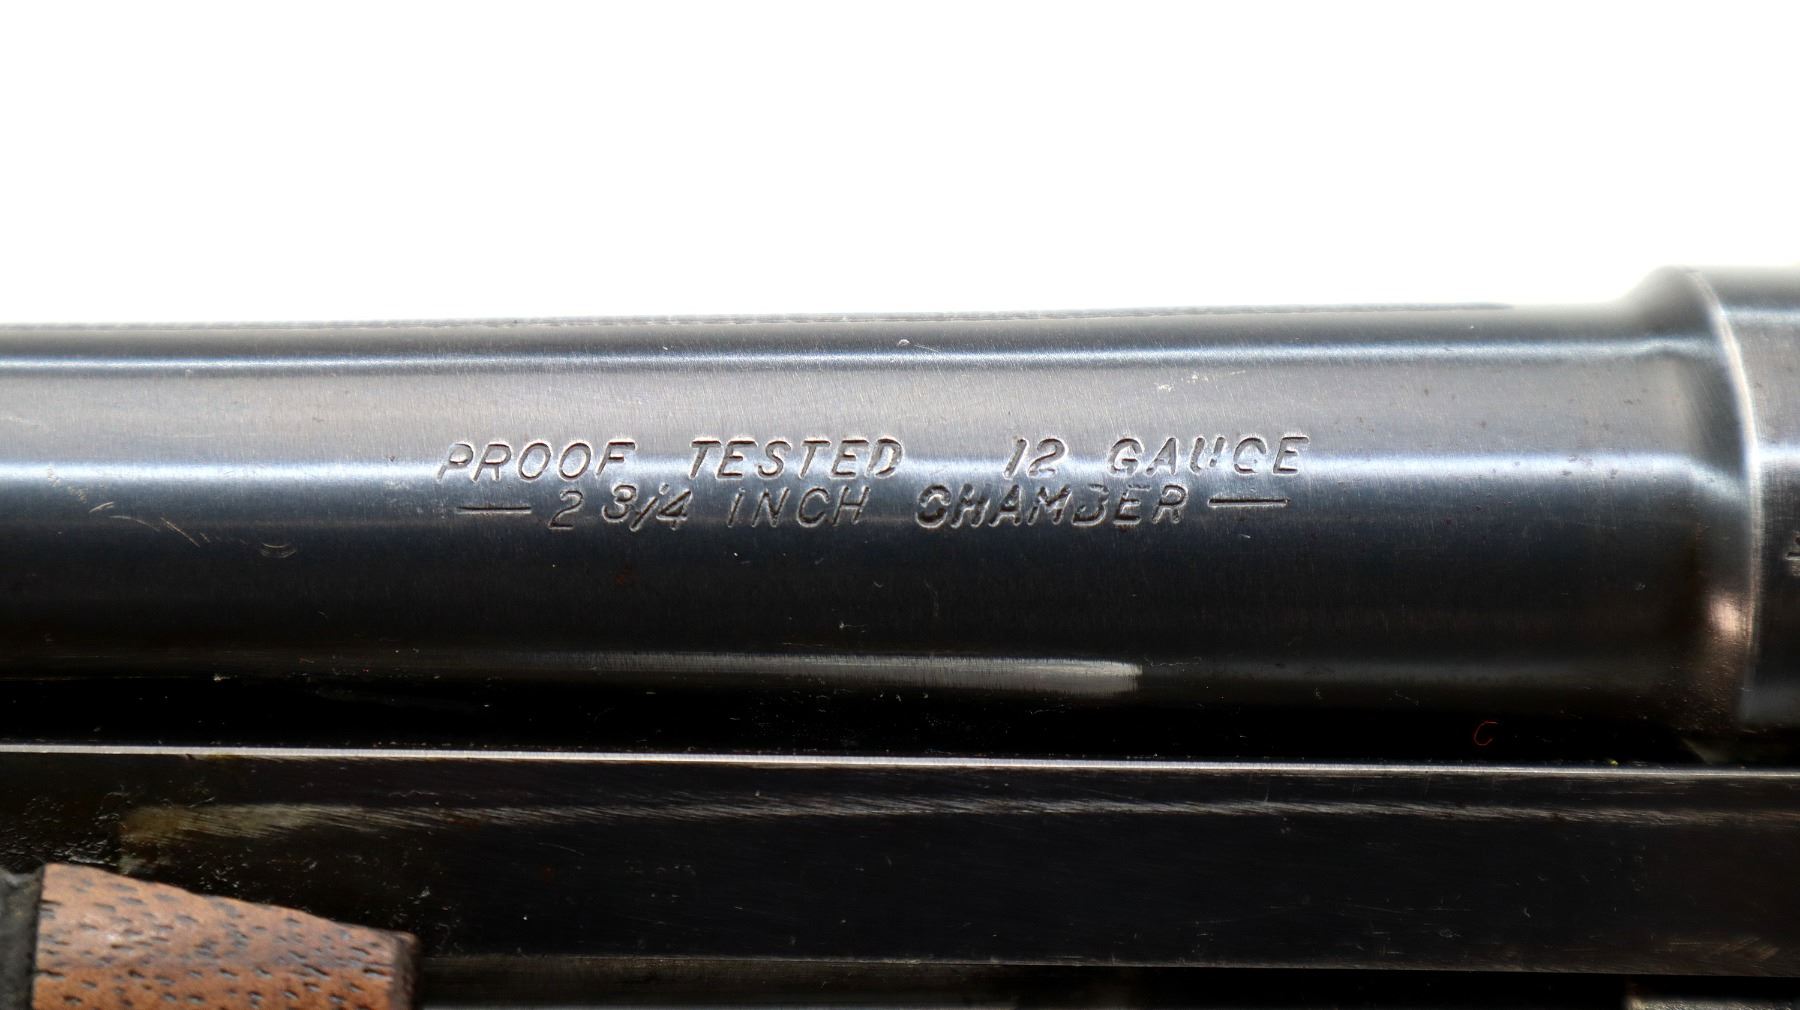 PROOF TESTED 12 GAUGE
— 2 3/4 INCH CHAMBER —